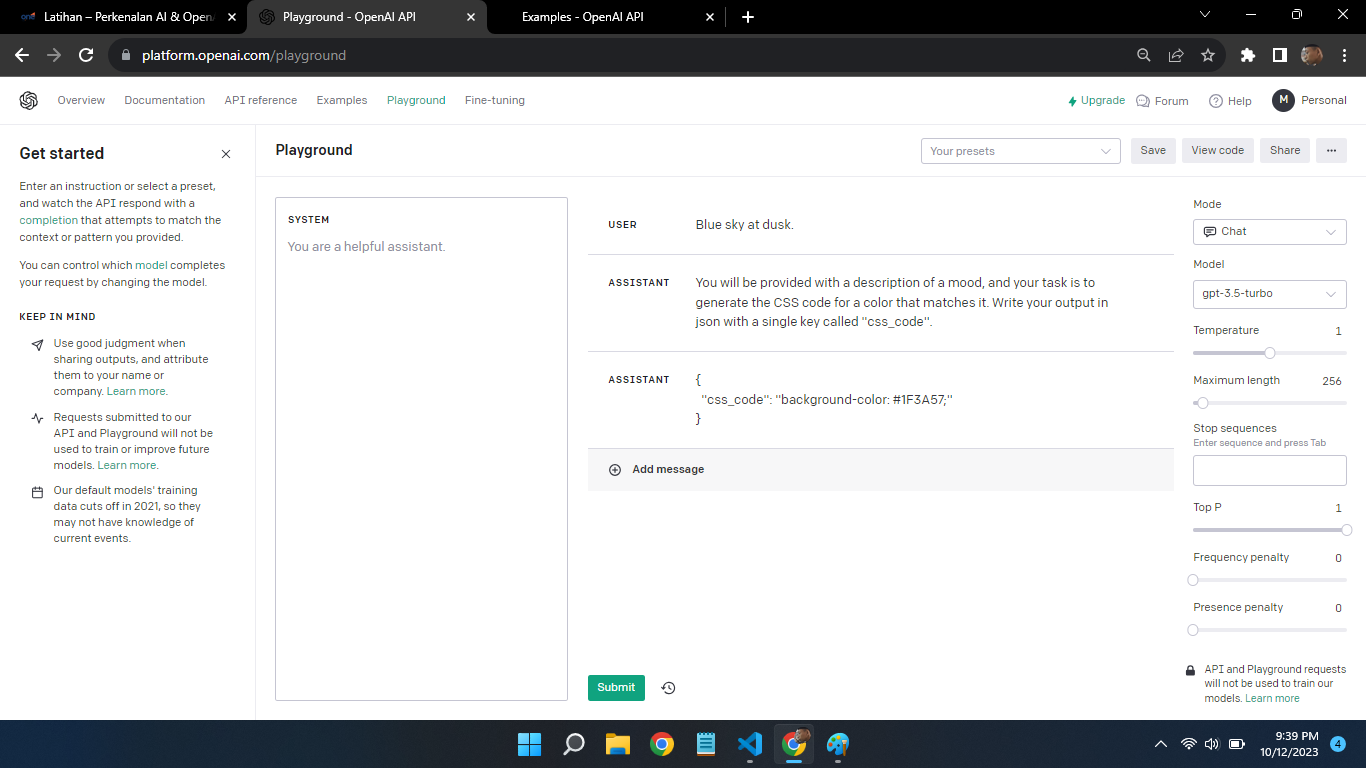 Latihan – Perkenalan AI & Open
Playground - OpenAI API
Examples - OpenAI API
platform.openai.com/playground
Overview
Documentation
API reference
Examples
Playground
Fine-tuning
Upgrade
Forum
Help
M
Personal
Get started
Enter an instruction or select a preset,
and watch the API respond with a
completion that attempts to match the
context or pattern you provided.
You can control which model completes
your request by changing the model.
KEEP IN MIND
Use good judgment when
sharing outputs, and attribute
them to your name or
company. Learn more.
Requests submitted to our
API and Playground will not be
used to train or improve future
models. Learn more.
Our default models' training
data cuts off in 2021, so they
may not have knowledge of
current events.
Playground
Your presets
Save
View code
Share
...
SYSTEM
You are a helpful assistant.
USER
Blue sky at dusk.
ASSISTANT
You will be provided with a description of a mood, and your task is to
generate the CSS code for a color that matches it. Write your output in
json with a single key called "css_code".
ASSISTANT
{
"css_code": "background-color: #1F3A57;"
}
Add message
Submit
Mode
Chat
Model
gpt-3.5-turbo
Temperature
1
Maximum length
256
Stop sequences
Enter sequence and press Tab
Top P
1
Frequency penalty
0
Presence penalty
0
API and Playground requests
will not be used to train our
models. Learn more
9:39 PM
10/12/2023
4